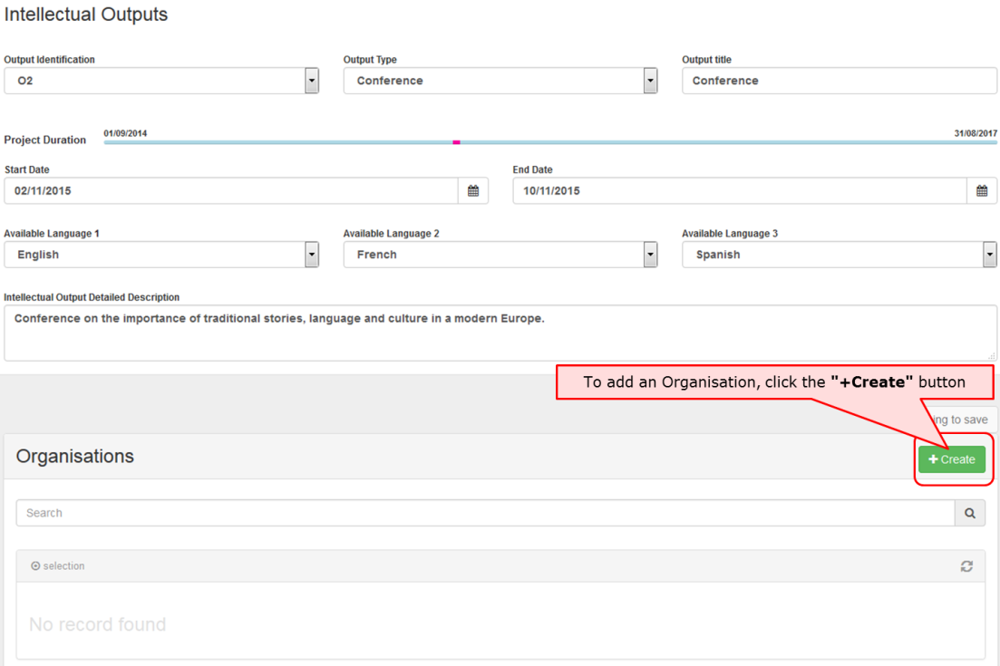 Intellectual Outputs
Output Identification
Output Type
Output title
O2
Conference
Conference
Project Duration
01/09/2014
31/08/2017
Start Date
End Date
02/11/2015
10/11/2015
Available Language 1
Available Language 2
Available Language 3
English
French
Spanish
Intellectual Output Detailed Description
Conference on the importance of traditional stories, language and culture in a modern Europe.
To add an Organisation, click the "+Create" button
to save
Organisations
+ Create
Search
selection
No record found